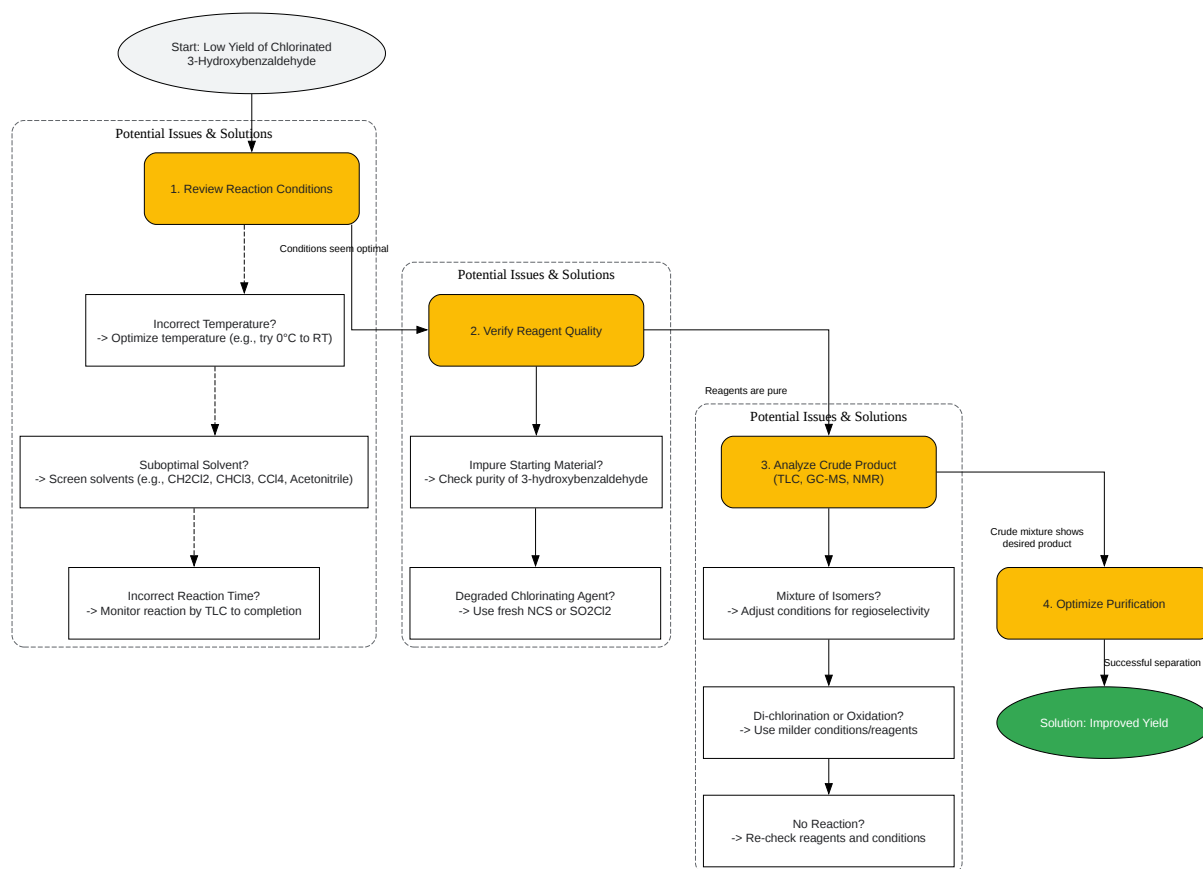 Start: Low Yield of Chlorinated
3-Hydroxybenzaldehyde
Potential Issues & Solutions
1. Review Reaction Conditions
Conditions seem optimal
Incorrect Temperature?
-> Optimize temperature (e.g., try 0°C to RT)
Suboptimal Solvent?
-> Screen solvents (e.g., CH2Cl2, CHCl3, CCl4, Acetonitrile)
Incorrect Reaction Time?
-> Monitor reaction by TLC to completion
Potential Issues & Solutions
2. Verify Reagent Quality
Reagents are pure
Impure Starting Material?
-> Check purity of 3-hydroxybenzaldehyde
Degraded Chlorinating Agent?
-> Use fresh NCS or SO2Cl2
Potential Issues & Solutions
3. Analyze Crude Product
(TLC, GC-MS, NMR)
Crude mixture shows
desired product
Mixture of Isomers?
-> Adjust conditions for regioselectivity
Di-chlorination or Oxidation?
-> Use milder conditions/reagents
No Reaction?
-> Re-check reagents and conditions
4. Optimize Purification
Successful separation
Solution: Improved Yield